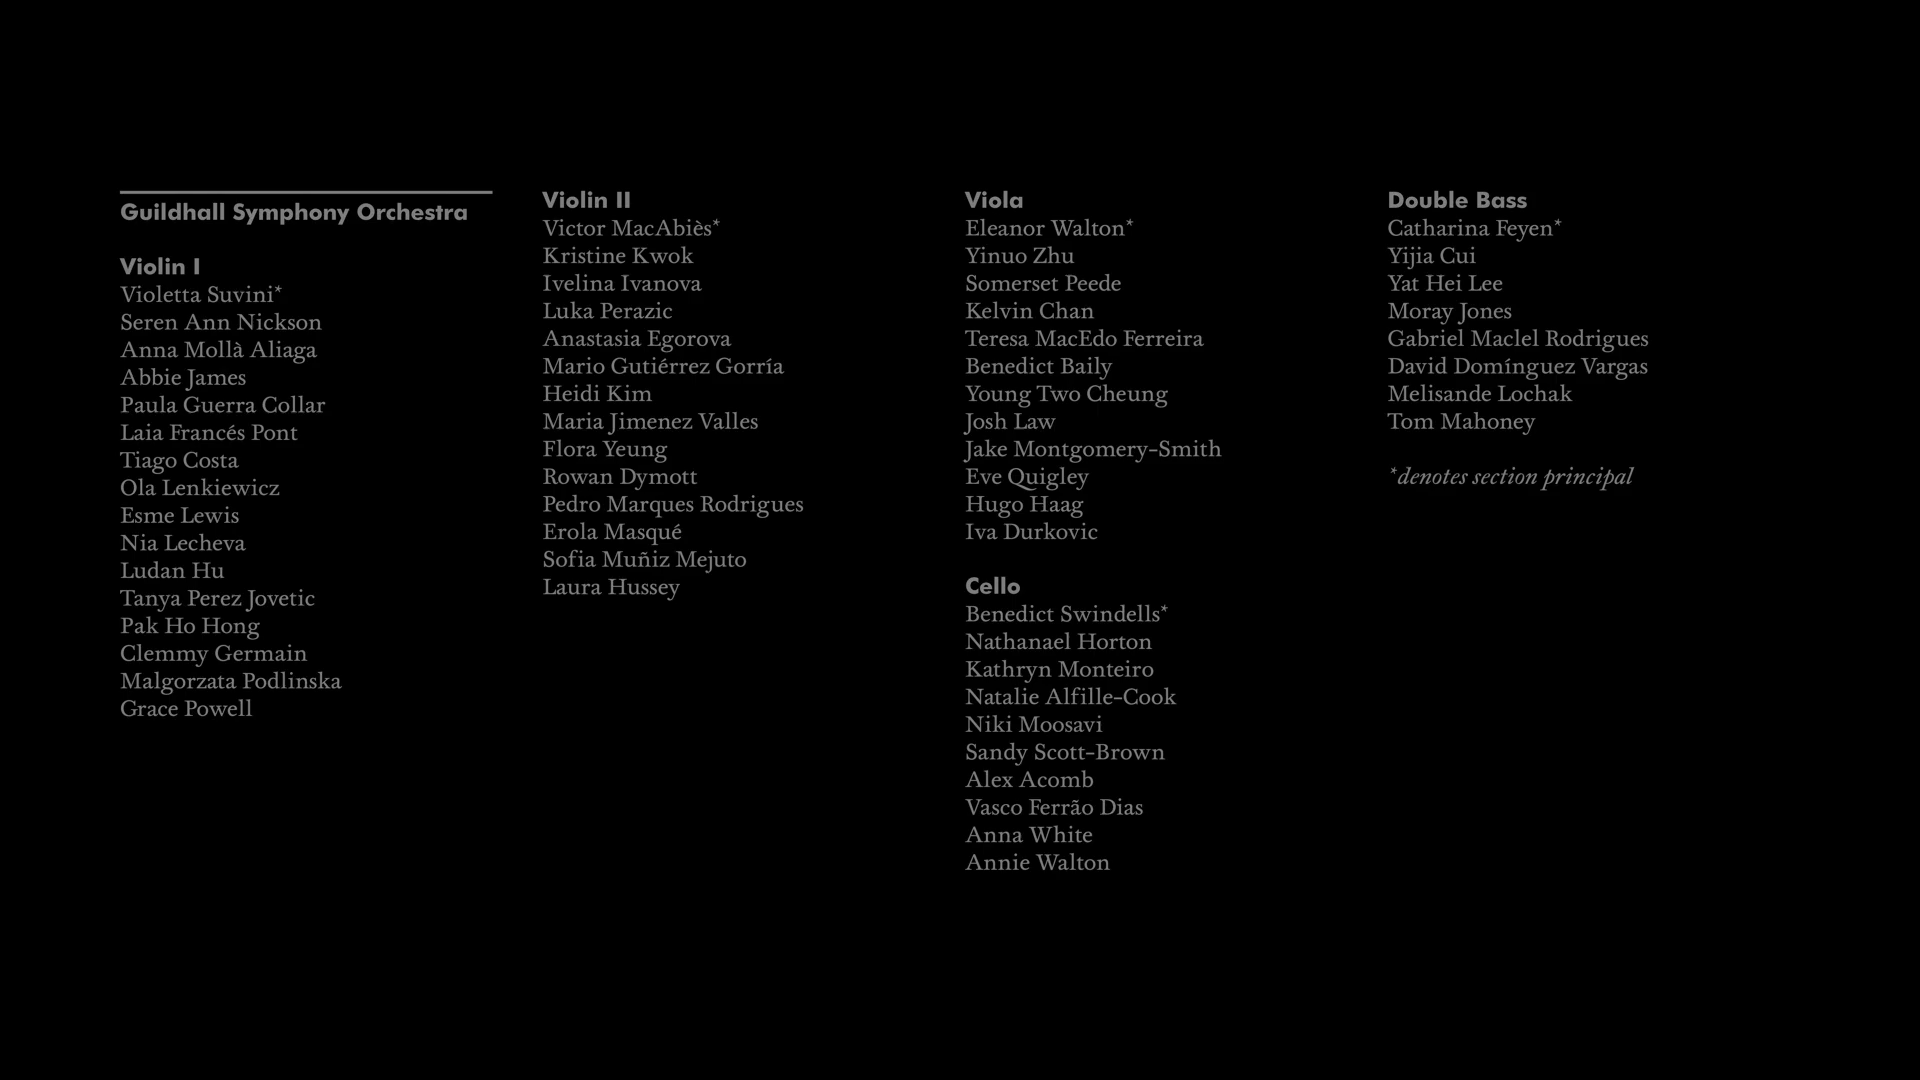 Guildhall Symphony Orchestra
Violin I
Violetta Suvini*
Seren Ann Nickson
Anna Mollà Aliaga
Abbie James
Paula Guerra Collar
Laia Francés Pont
Tiago Costa
Ola Lenkiewicz
Esme Lewis
Nia Lecheva
Ludan Hu
Tanya Perez Jovetic
Pak Ho Hong
Clemmy Germain
Malgorzata Podlinska
Grace Powell
Violin II
Victor MacAbiès*
Kristine Kwok
Ivelina Ivanova
Luka Perazic
Anastasia Egorova
Mario Gutiérrez Gorría
Heidi Kim
Maria Jimenez Valles
Flora Yeung
Rowan Dymott
Pedro Marques Rodrigues
Erola Masqué
Sofia Muñiz Mejuto
Laura Hussey
Viola
Eleanor Walton*
Yinuo Zhu
Somerset Peede
Kelvin Chan
Teresa MacEdo Ferreira
Benedict Baily
Young Two Cheung
Josh Law
Jake Montgomery-Smith
Eve Quigley
Hugo Haag
Iva Durkovic
Cello
Benedict Swindells*
Nathanael Horton
Kathryn Monteiro
Natalie Alfille-Cook
Niki Moosavi
Sandy Scott-Brown
Alex Acomb
Vasco Ferrão Dias
Anna White
Annie Walton
Double Bass
Catharina Feyen*
Yijia Cui
Yat Hei Lee
Moray Jones
Gabriel Maclel Rodrigues
David Domínguez Vargas
Melisande Lochak
Tom Mahoney
*denotes section principal